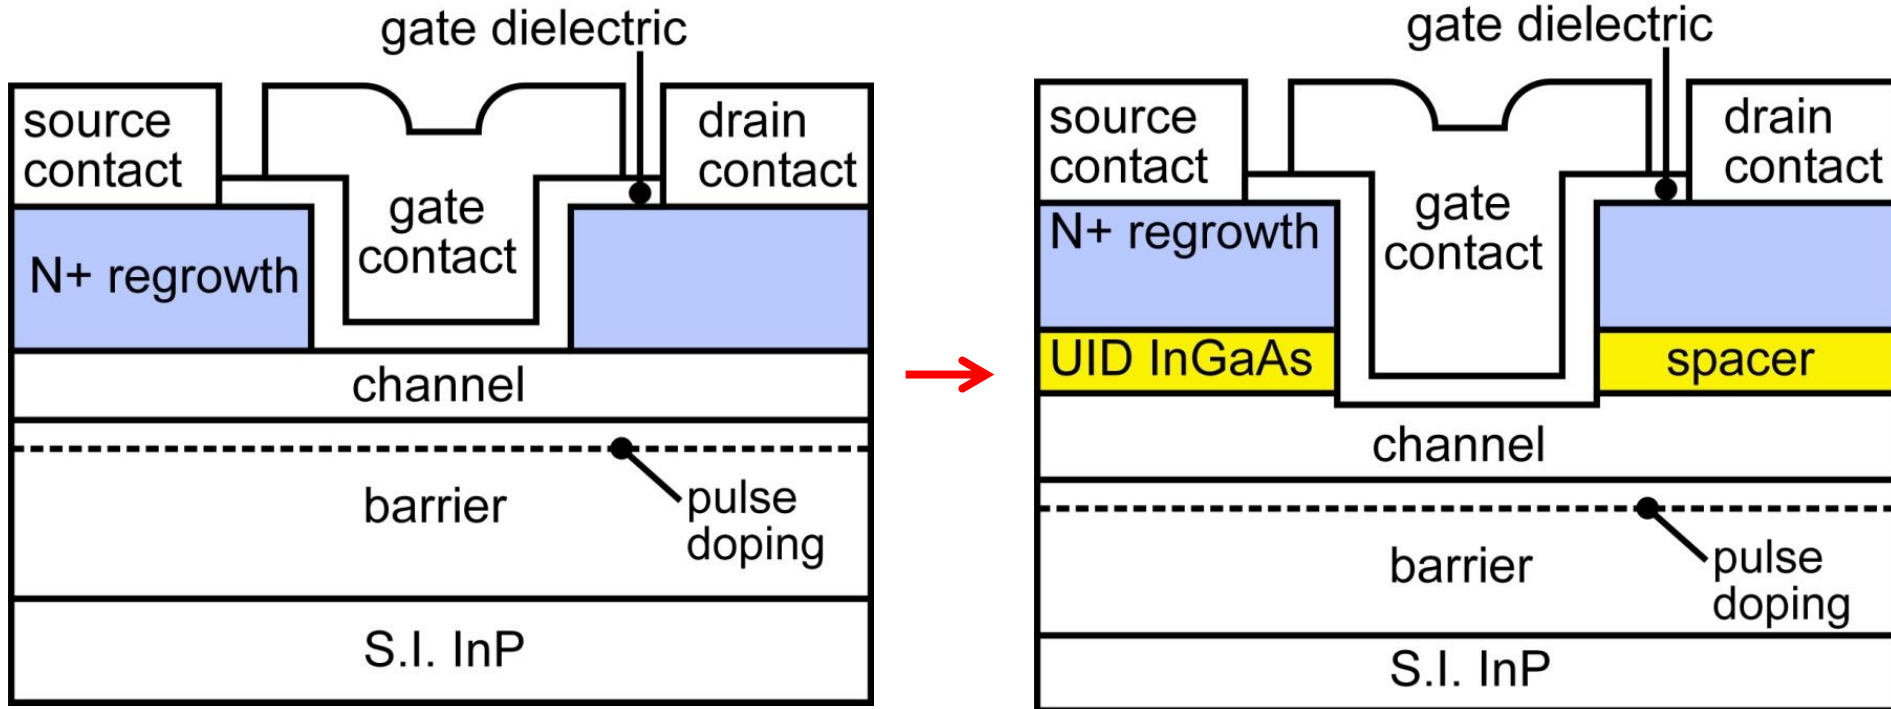 gate dielectric
source
contact
drain
contact
gate
contact
N+ regrowth
channel
barrier
pulse
doping
S.I. InP
gate dielectric
source
contact
drain
contact
N+ regrowth
gate
contact
UID InGaAs
spacer
channel
barrier
pulse
doping
S.I. InP